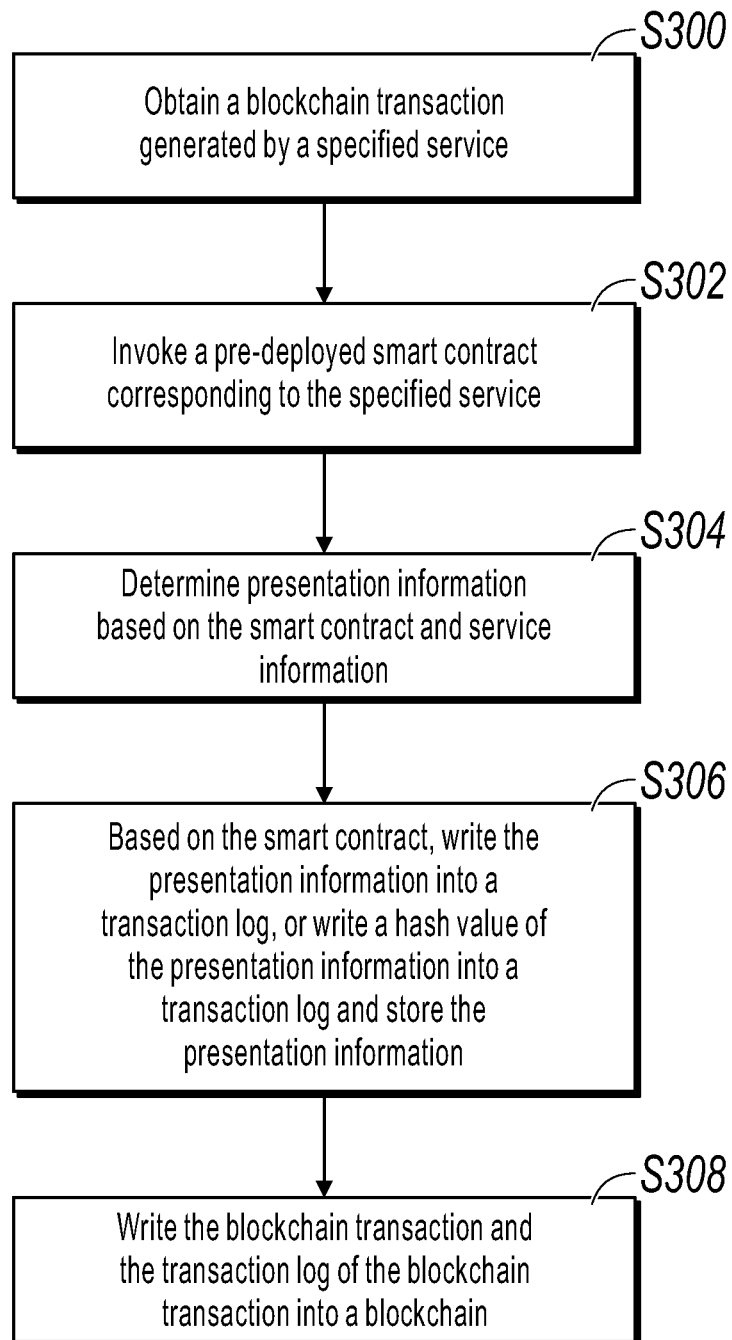 S300
Obtain a blockchain transaction
generated by a specified service
S302
Invoke a pre-deployed smart contract
corresponding to the specified service
S304
Determine presentation information
based on the smart contract and service
information
S306
Based on the smart contract, write the
presentation information into a
transaction log, or write a hash value of
the presentation information into a
transaction log and store the
presentation information
S308
Write the blockchain transaction and
the transaction log of the blockchain
transaction into a blockchain